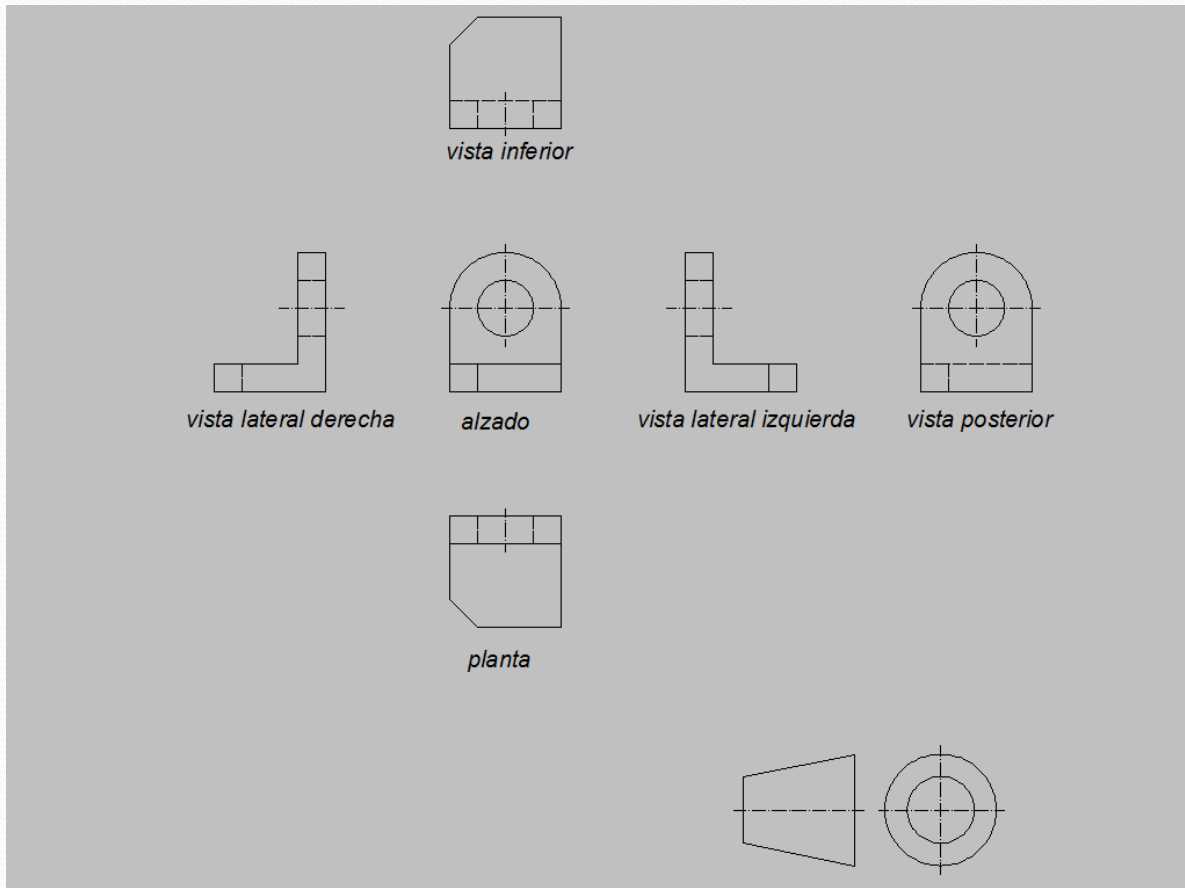 vista inferior
vista lateral derecha
alzado
vista lateral izquierda
vista posterior
planta